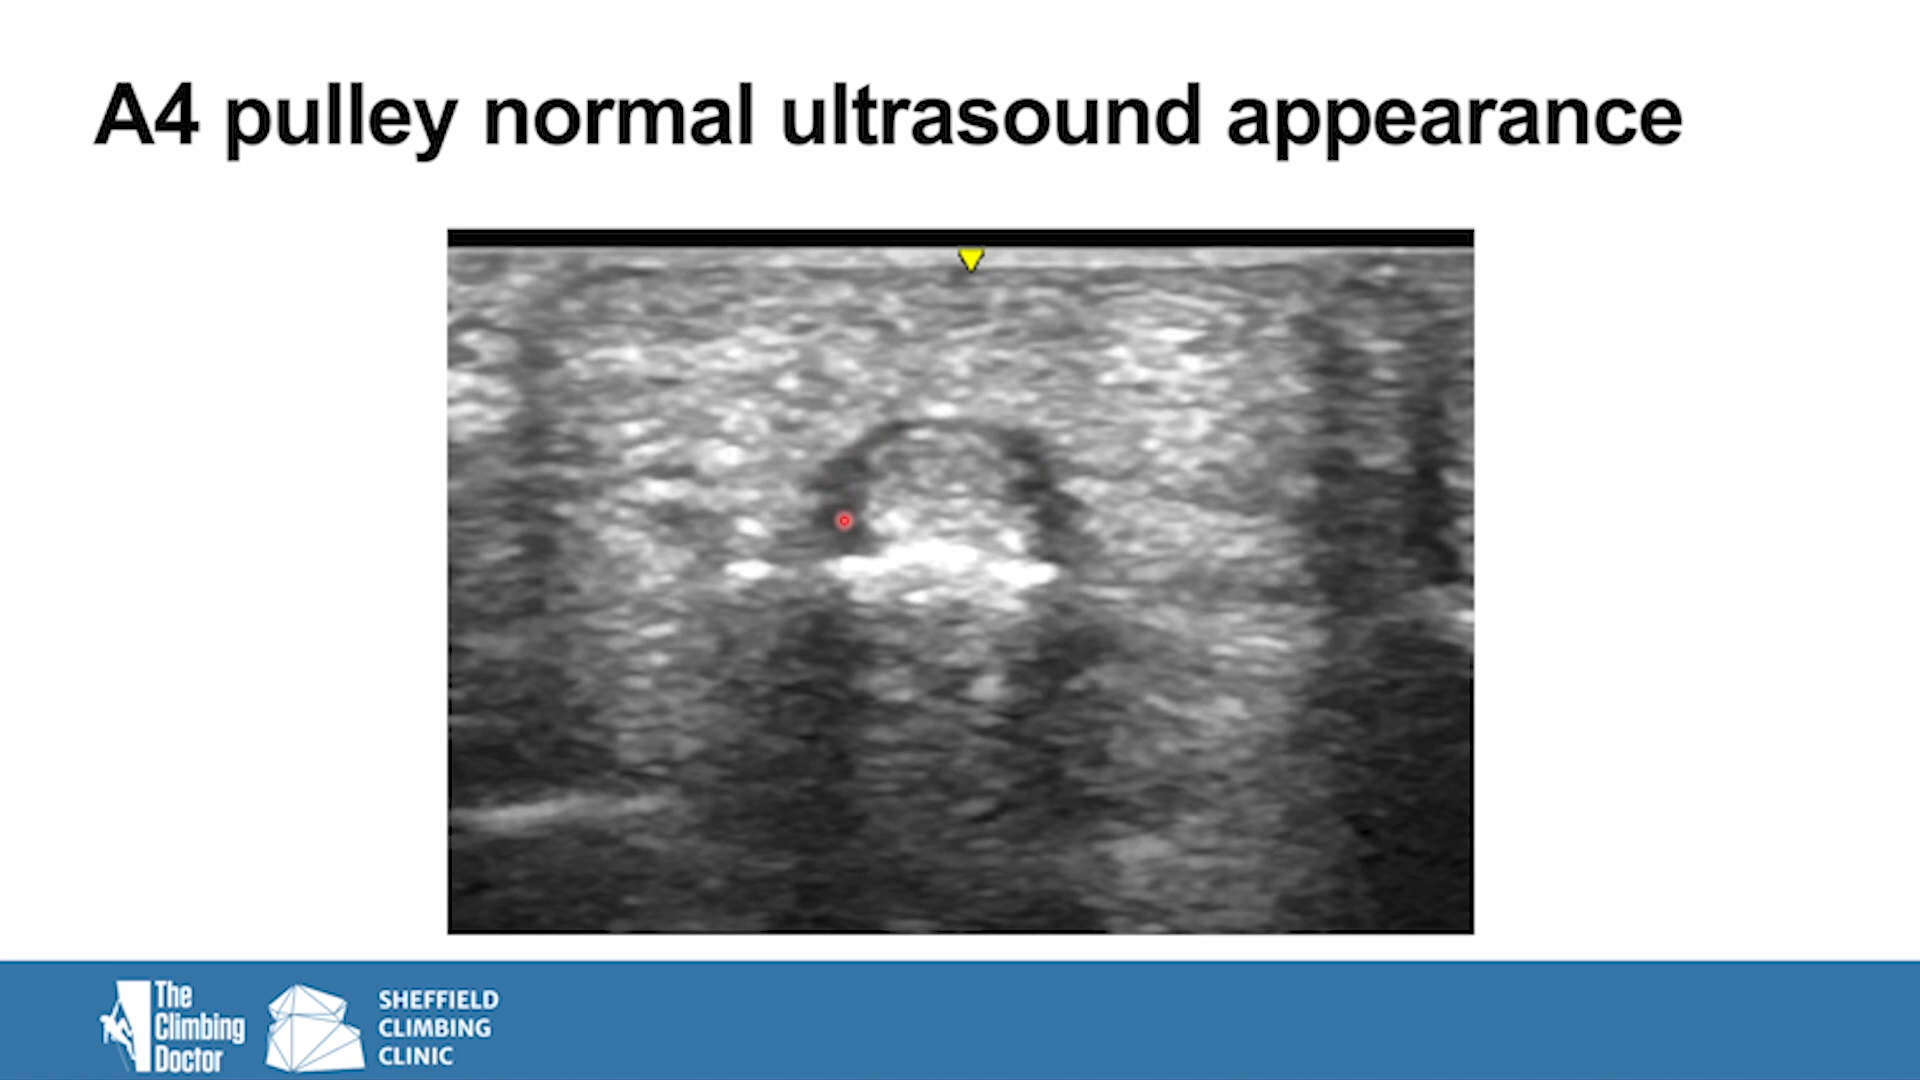 A4 pulley normal ultrasound appearance
The
Climbing
Doctor
SHEFFIELD
CLIMBING
CLINIC